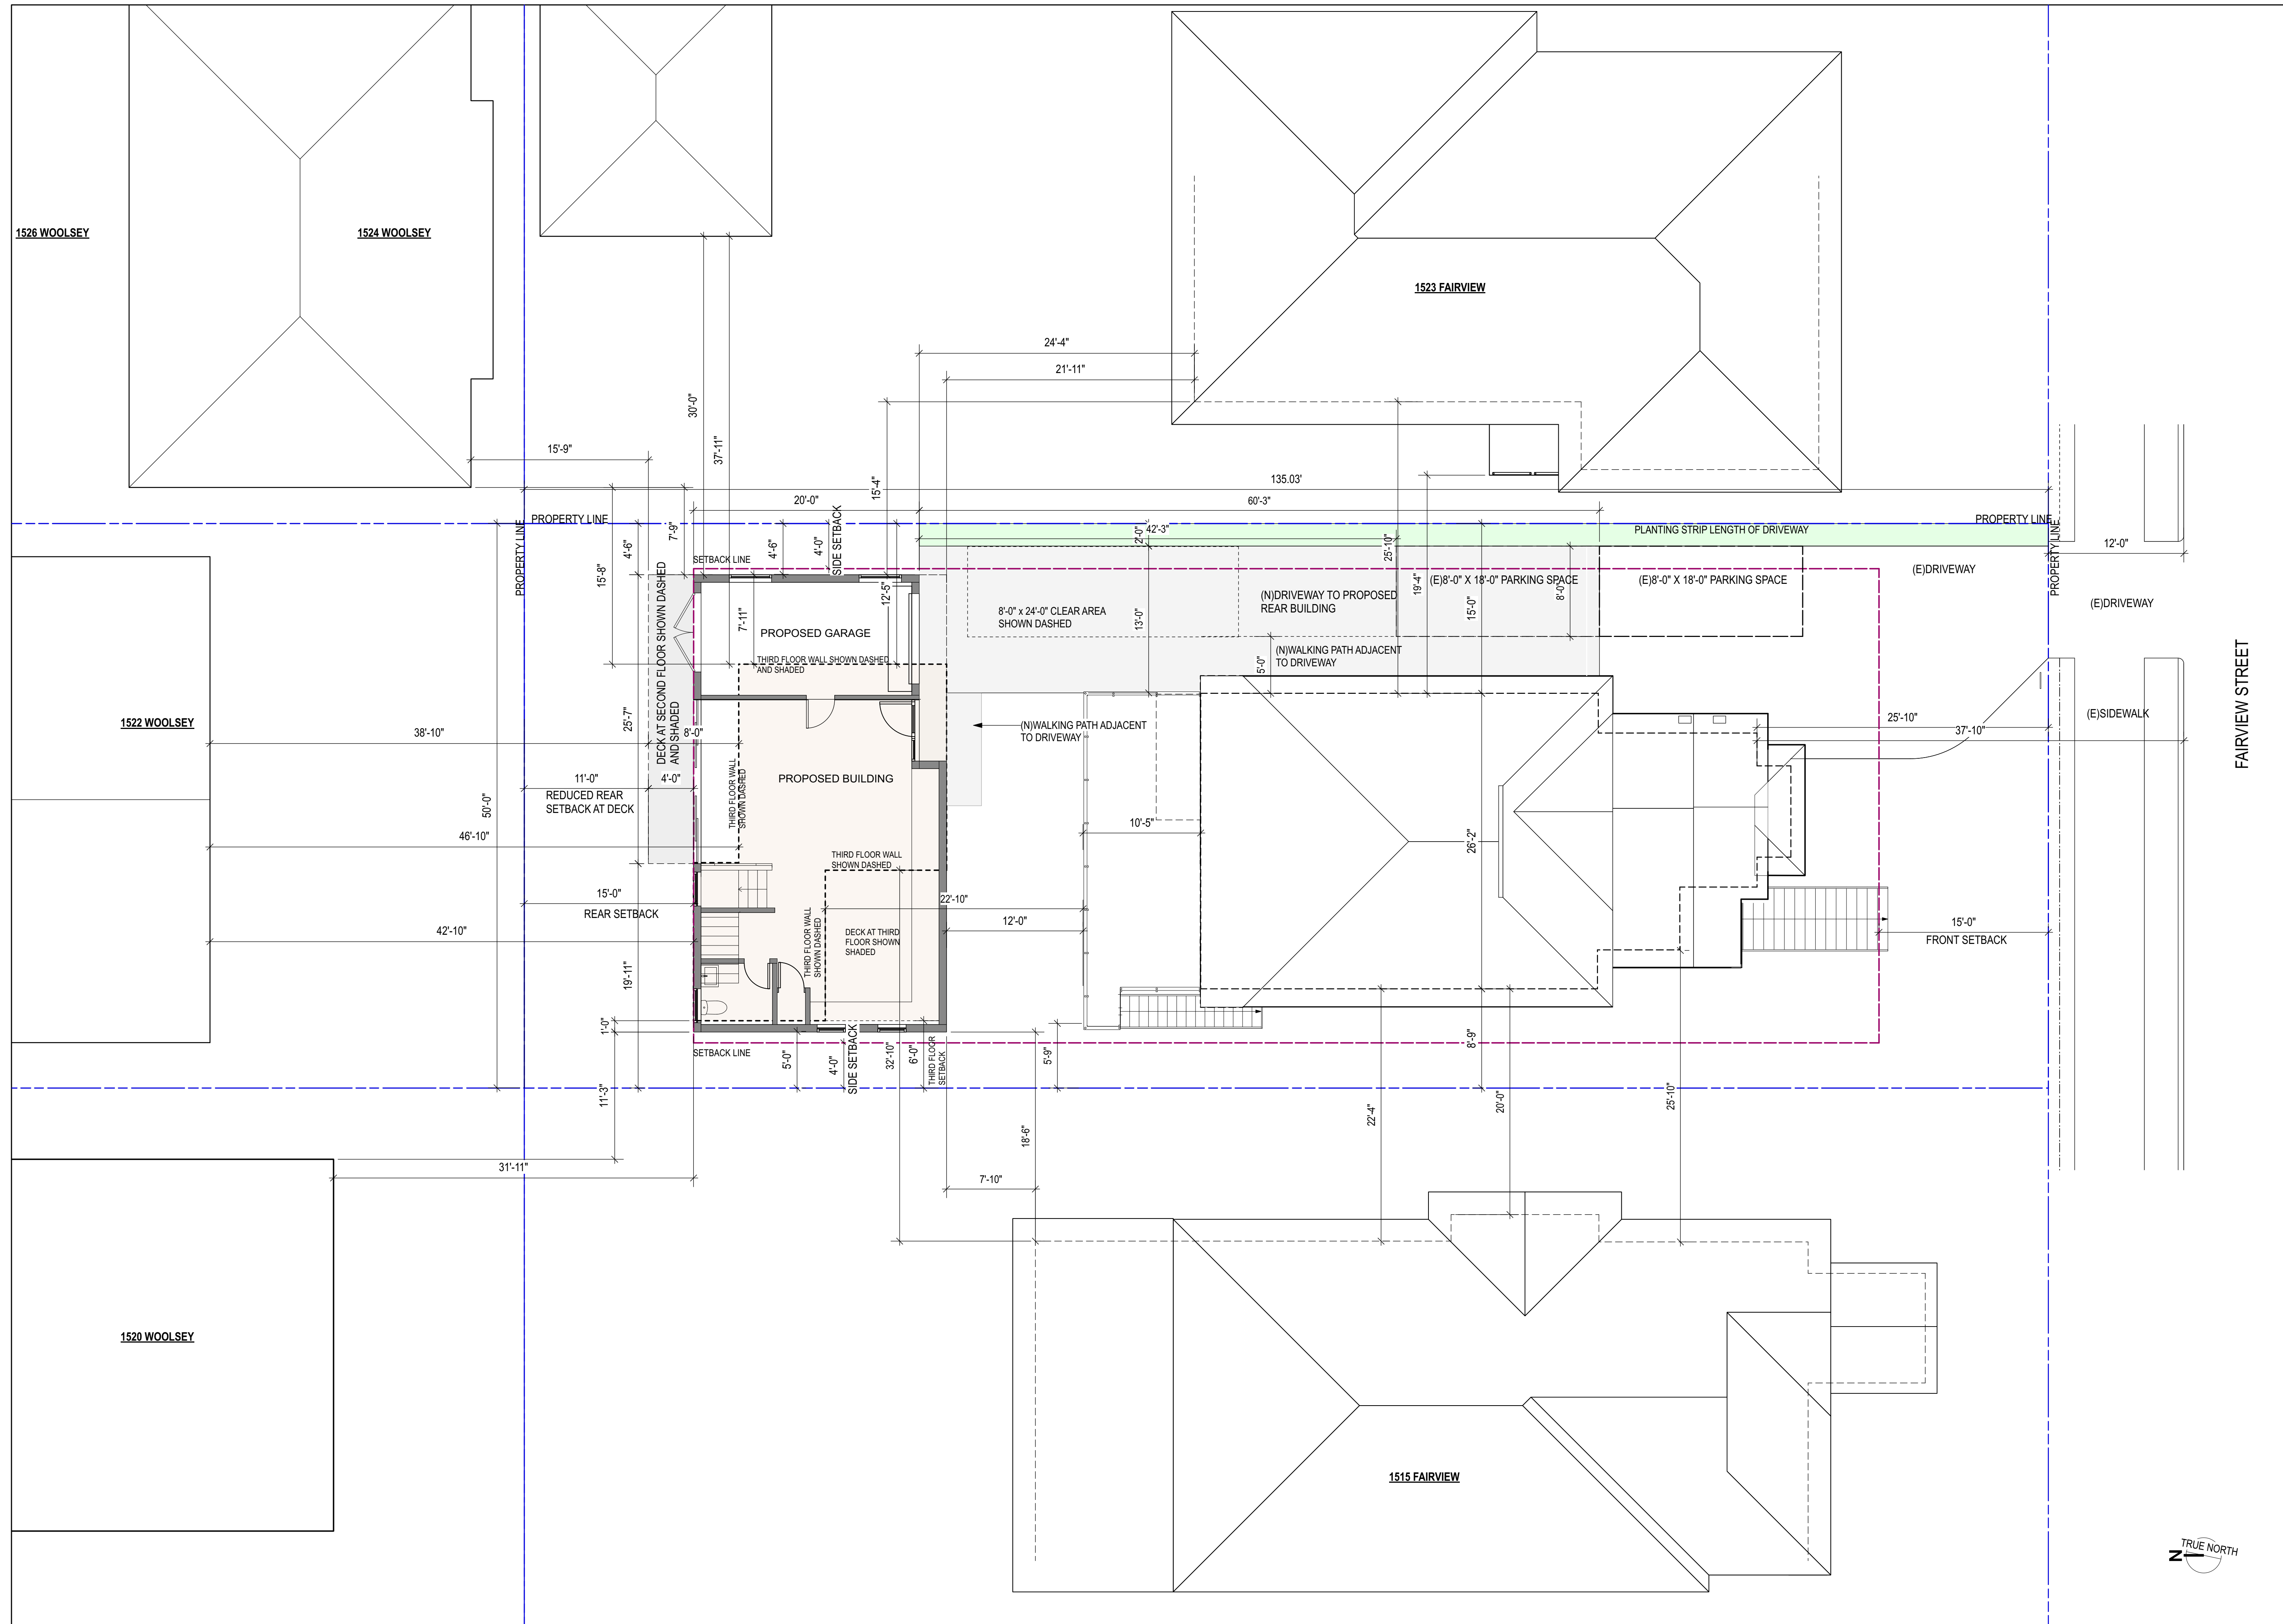 1526 WOOLSEY
1524 WOOLSEY
1523 FAIRVIEW
24'-4"
21'-11"
30'-0"
37'-11"
15'-9"
15'-4"
135.03'
20'-0"
60'-3"
PROPERTY LINE
PROPERTY LINE
PROPERTY LINE
PROPERTY LINE
42'-3"
2'-0"
PLANTING STRIP LENGTH OF DRIVEWAY
12'-0"
7'-9"
4'-6"
4'-6"
4'-0"
SIDE SETBACK
SETBACK LINE
15'-8"
25'-10"
19'-4"
(E)8'-0" X 18'-0" PARKING SPACE
8'-0"
(E)8'-0" X 18'-0" PARKING SPACE
(E)DRIVEWAY
(E)DRIVEWAY
DECK AT SECOND FLOOR SHOWN DASHED
AND SHADED
12'-5"
7'-11"
PROPOSED GARAGE
8'-0" x 24'-0" CLEAR AREA
SHOWN DASHED
13'-0"
(N)DRIVEWAY TO PROPOSED
REAR BUILDING
15'-0"
THIRD FLOOR WALL SHOWN DASHED
AND SHADED
5'-0"
(N)WALKING PATH ADJACENT
TO DRIVEWAY
FAIRVIEW STREET
1522 WOOLSEY
25'-7"
38'-10"
8'-0"
(N)WALKING PATH ADJACENT
TO DRIVEWAY
25'-10"
37'-10"
(E)SIDEWALK
11'-0"
4'-0"
REDUCED REAR
SETBACK AT DECK
50'-0"
THIRD FLOOR WALL
SHOWN DASHED
PROPOSED BUILDING
46'-10"
10'-5"
26'-2"
THIRD FLOOR WALL
SHOWN DASHED
15'-0"
REAR SETBACK
22'-10"
12'-0"
42'-10"
THIRD FLOOR WALL
SHOWN DASHED
DECK AT THIRD
FLOOR SHOWN
SHADED
15'-0"
FRONT SETBACK
19'-11"
1'-0"
SETBACK LINE
5'-0"
4'-0"
SIDE SETBACK
32'-10"
6'-0"
THIRD FLOOR
SETBACK
5'-9"
8'-9"
11'-3"
22'-4"
20'-0"
25'-10"
18'-6"
31'-11"
7'-10"
1520 WOOLSEY
1515 FAIRVIEW
N
TRUE NORTH